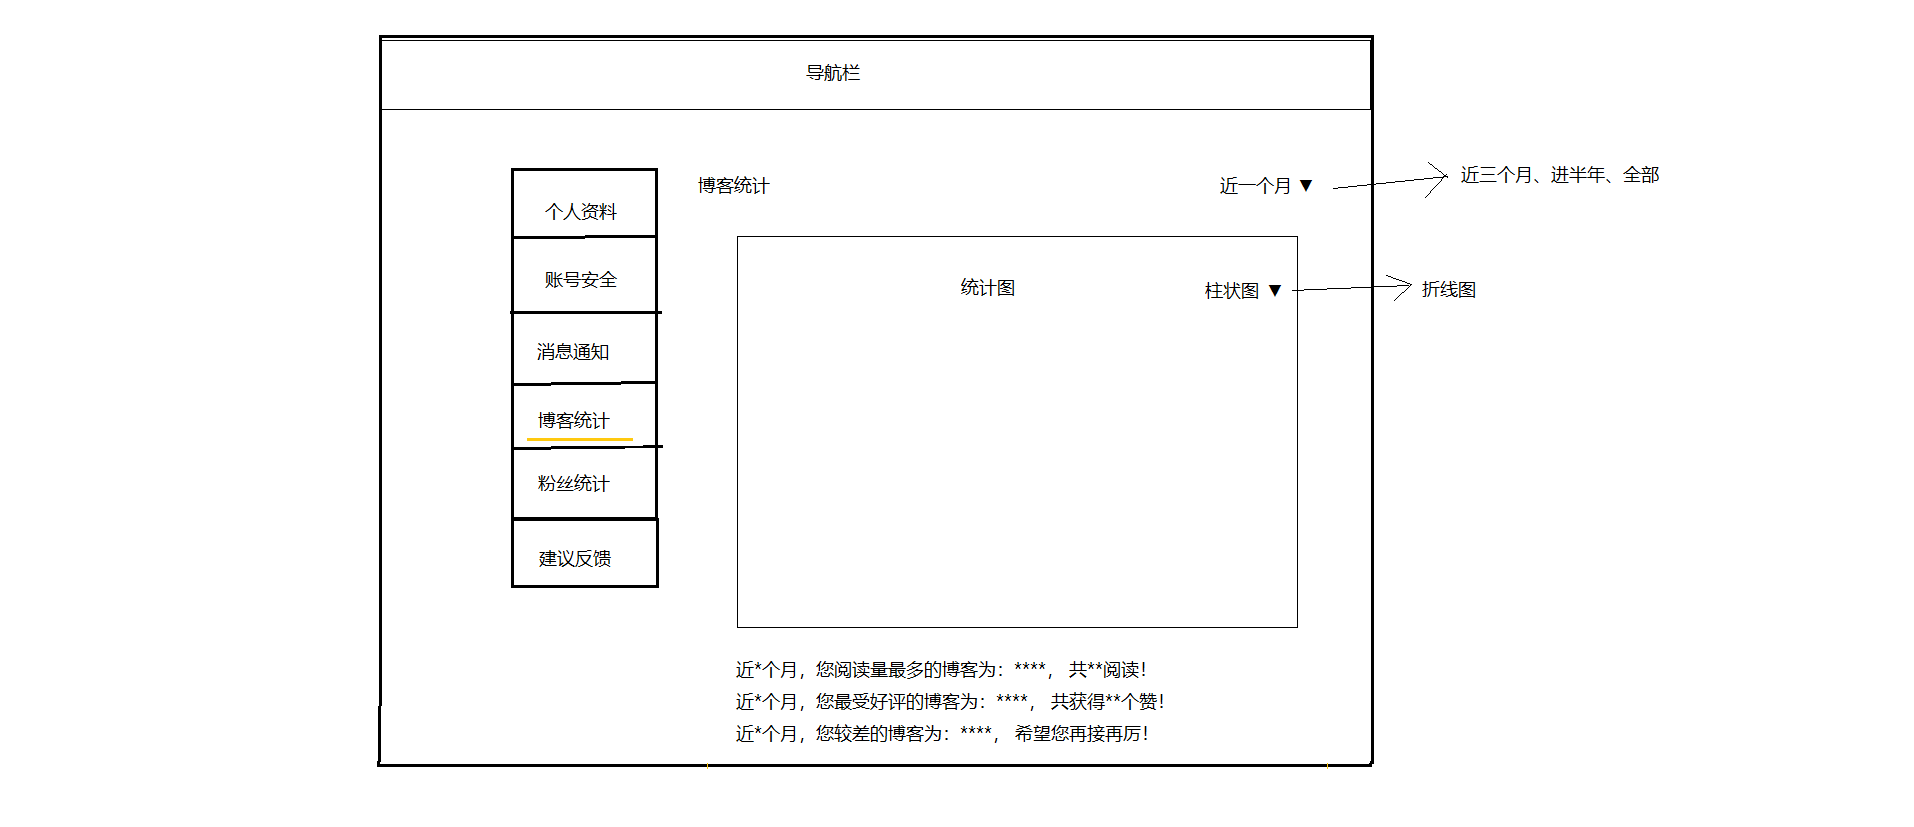 导航栏
个人资料
账号安全
消息通知
博客统计
粉丝统计
建议反馈
博客统计
近一个月 ▼
近三个月、进半年、全部
统计图
柱状图 ▼
折线图
近*个月，您阅读量最多的博客为：****， 共**阅读！
近*个月，您最受好评的博客为：****， 共获得**个赞！
近*个月，您较差的博客为：****， 希望您再接再厉！